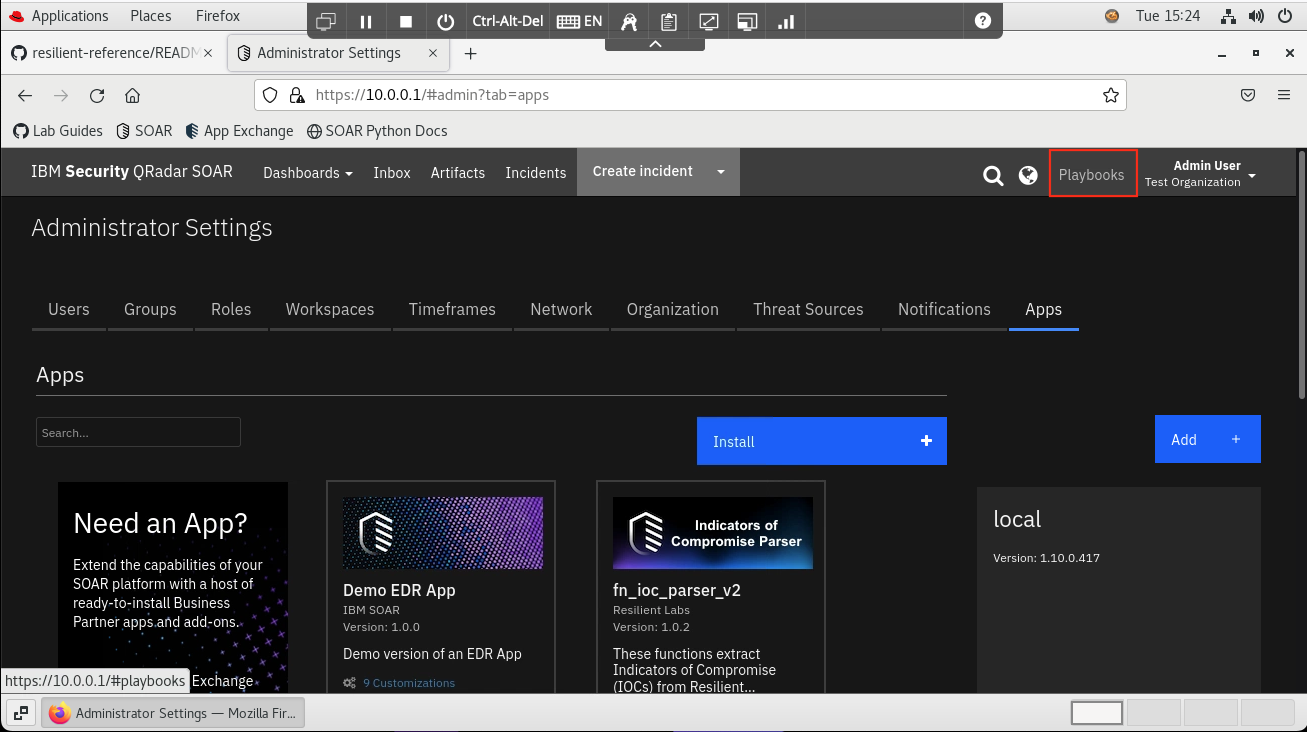 Applications Places Firefox
Ctrl-Alt-Del EN ?
Tue 15:24
resilient-reference/READM × Administrator Settings × +
https://10.0.0.1/#admin?tab=apps
Lab Guides SOAR App Exchange SOAR Python Docs
IBM Security QRadar SOAR Dashboards Inbox Artifacts Incidents Create incident Playbooks
Admin User
Test Organization
Administrator Settings
Users Groups Roles Workspaces Timeframes Network Organization Threat Sources Notifications Apps
Apps
Search...
Install +
Add +
Need an App?
Extend the capabilities of your
SOAR platform with a host of
ready-to-install Business
Partner apps and add-ons.
Exchange
Demo EDR App
IBM SOAR
Version: 1.0.0
Demo version of an EDR App
9 Customizations
Indicators of
Compromise Parser
fn_ioc_parser_v2
Resilient Labs
Version: 1.0.2
These functions extract
Indicators of Compromise
(IOCs) from Resilient...
local
Version: 1.10.0.417
https://10.0.0.1/#playbooks
Administrator Settings — Mozilla Fir...